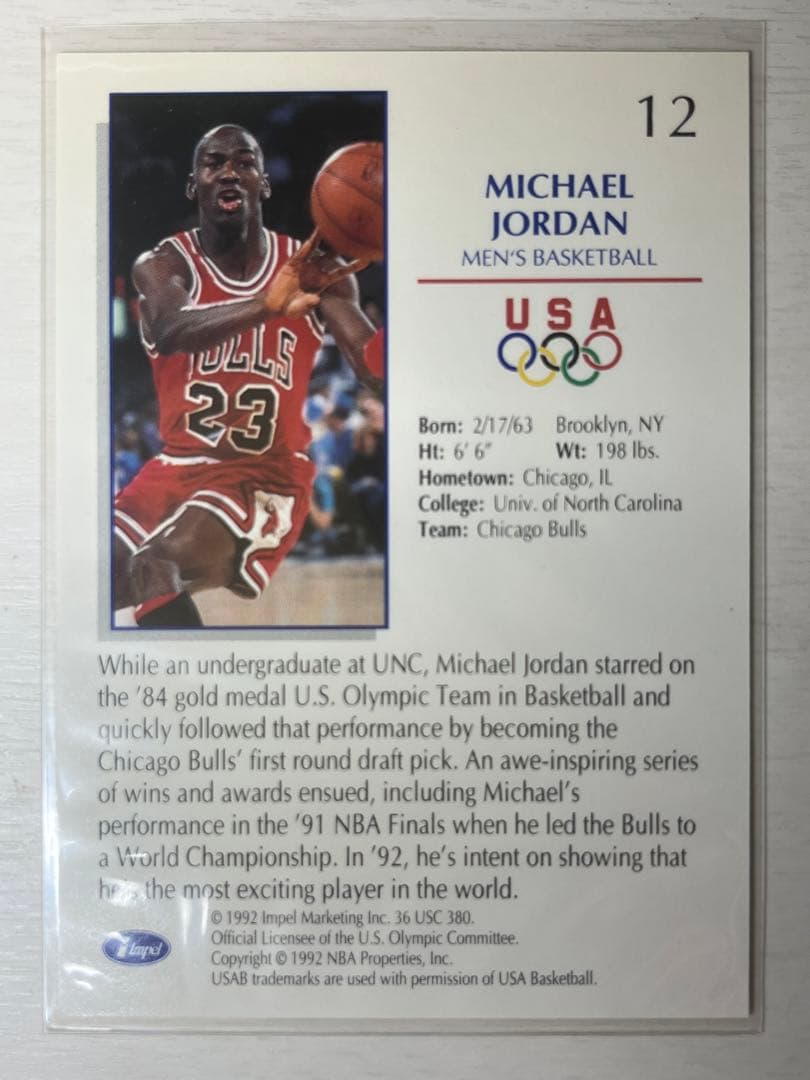 12
MICHAEL
JORDAN
MEN'S BASKETBALL
USA
Born: 2/17/63 Brooklyn, NY
Ht: 6' 6" Wt: 198 lbs.
Hometown: Chicago, IL
College: Univ. of North Carolina
Team: Chicago Bulls
BULLS
23
While an undergraduate at UNC, Michael Jordan starred on
the '84 gold medal U.S. Olympic Team in Basketball and
quickly followed that performance by becoming the
Chicago Bulls' first round draft pick. An awe-inspiring series
of wins and awards ensued, including Michael's
performance in the '91 NBA Finals when he led the Bulls to
a World Championship. In '92, he's intent on showing that
he's the most exciting player in the world.
© 1992 Impel Marketing Inc. 36 USC 380.
Official Licensee of the U.S. Olympic Committee.
Copyright © 1992 NBA Properties, Inc.
USAB trademarks are used with permission of USA Basketball.
Impel